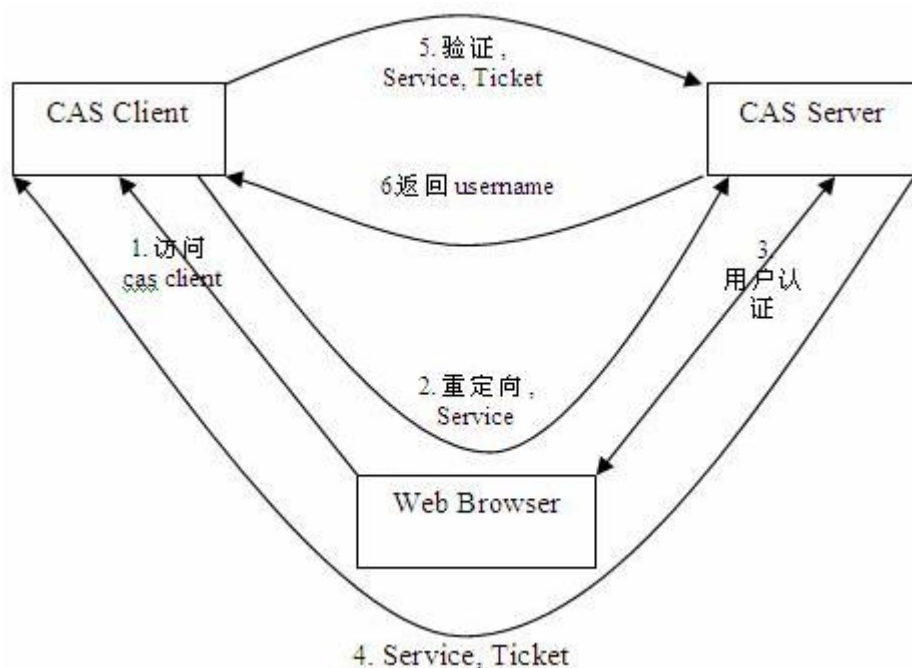 5. 验证，
Service, Ticket
CAS Client
CAS Server
6.返回 username
1. 访问
cas client
3.
用户认
证
2. 重定向，
Service
Web Browser
4. Service, Ticket